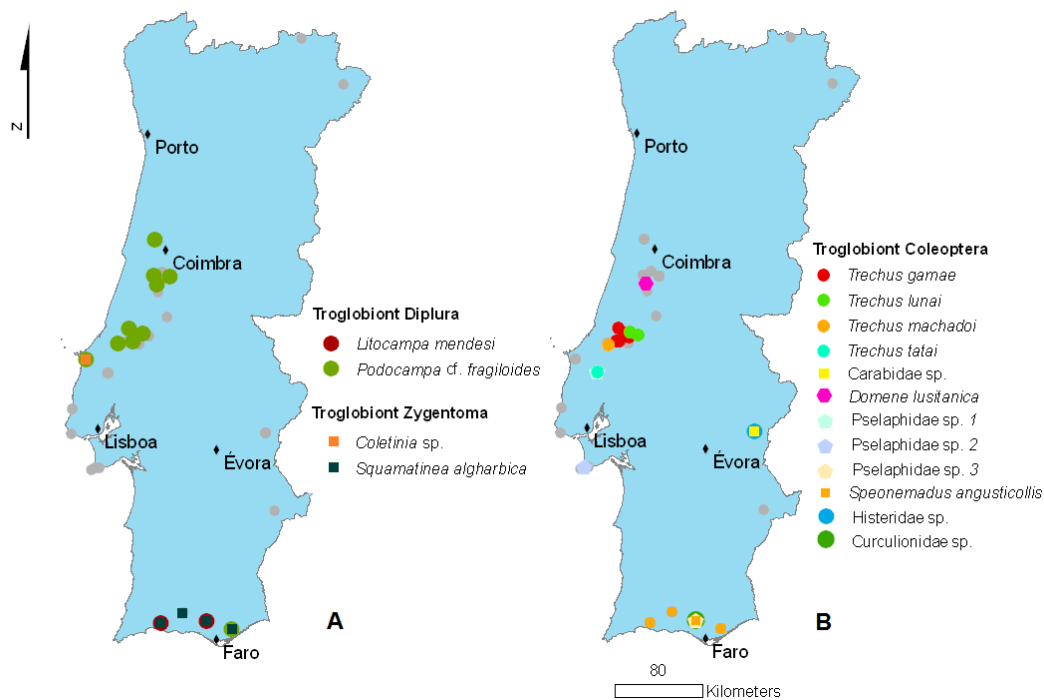 N
Porto
Coimbra
Lisboa
Évora
Faro
Troglobiont Diplura
Litocampa mendesi
Podocampa cf. fragiloides
Troglobiont Zygentoma
Coletinia sp.
Squamatinea algharbica
A
Porto
Coimbra
Lisboa
Évora
Faro
Troglobiont Coleoptera
Trechus gamae
Trechus lunai
Trechus machadoi
Trechus tatai
Carabidae sp.
Domene lusitanica
Pselaphidae sp. 1
Pselaphidae sp. 2
Pselaphidae sp. 3
Speonemadus angusticollis
Histeridae sp.
Curculionidae sp.
B
80
Kilometers